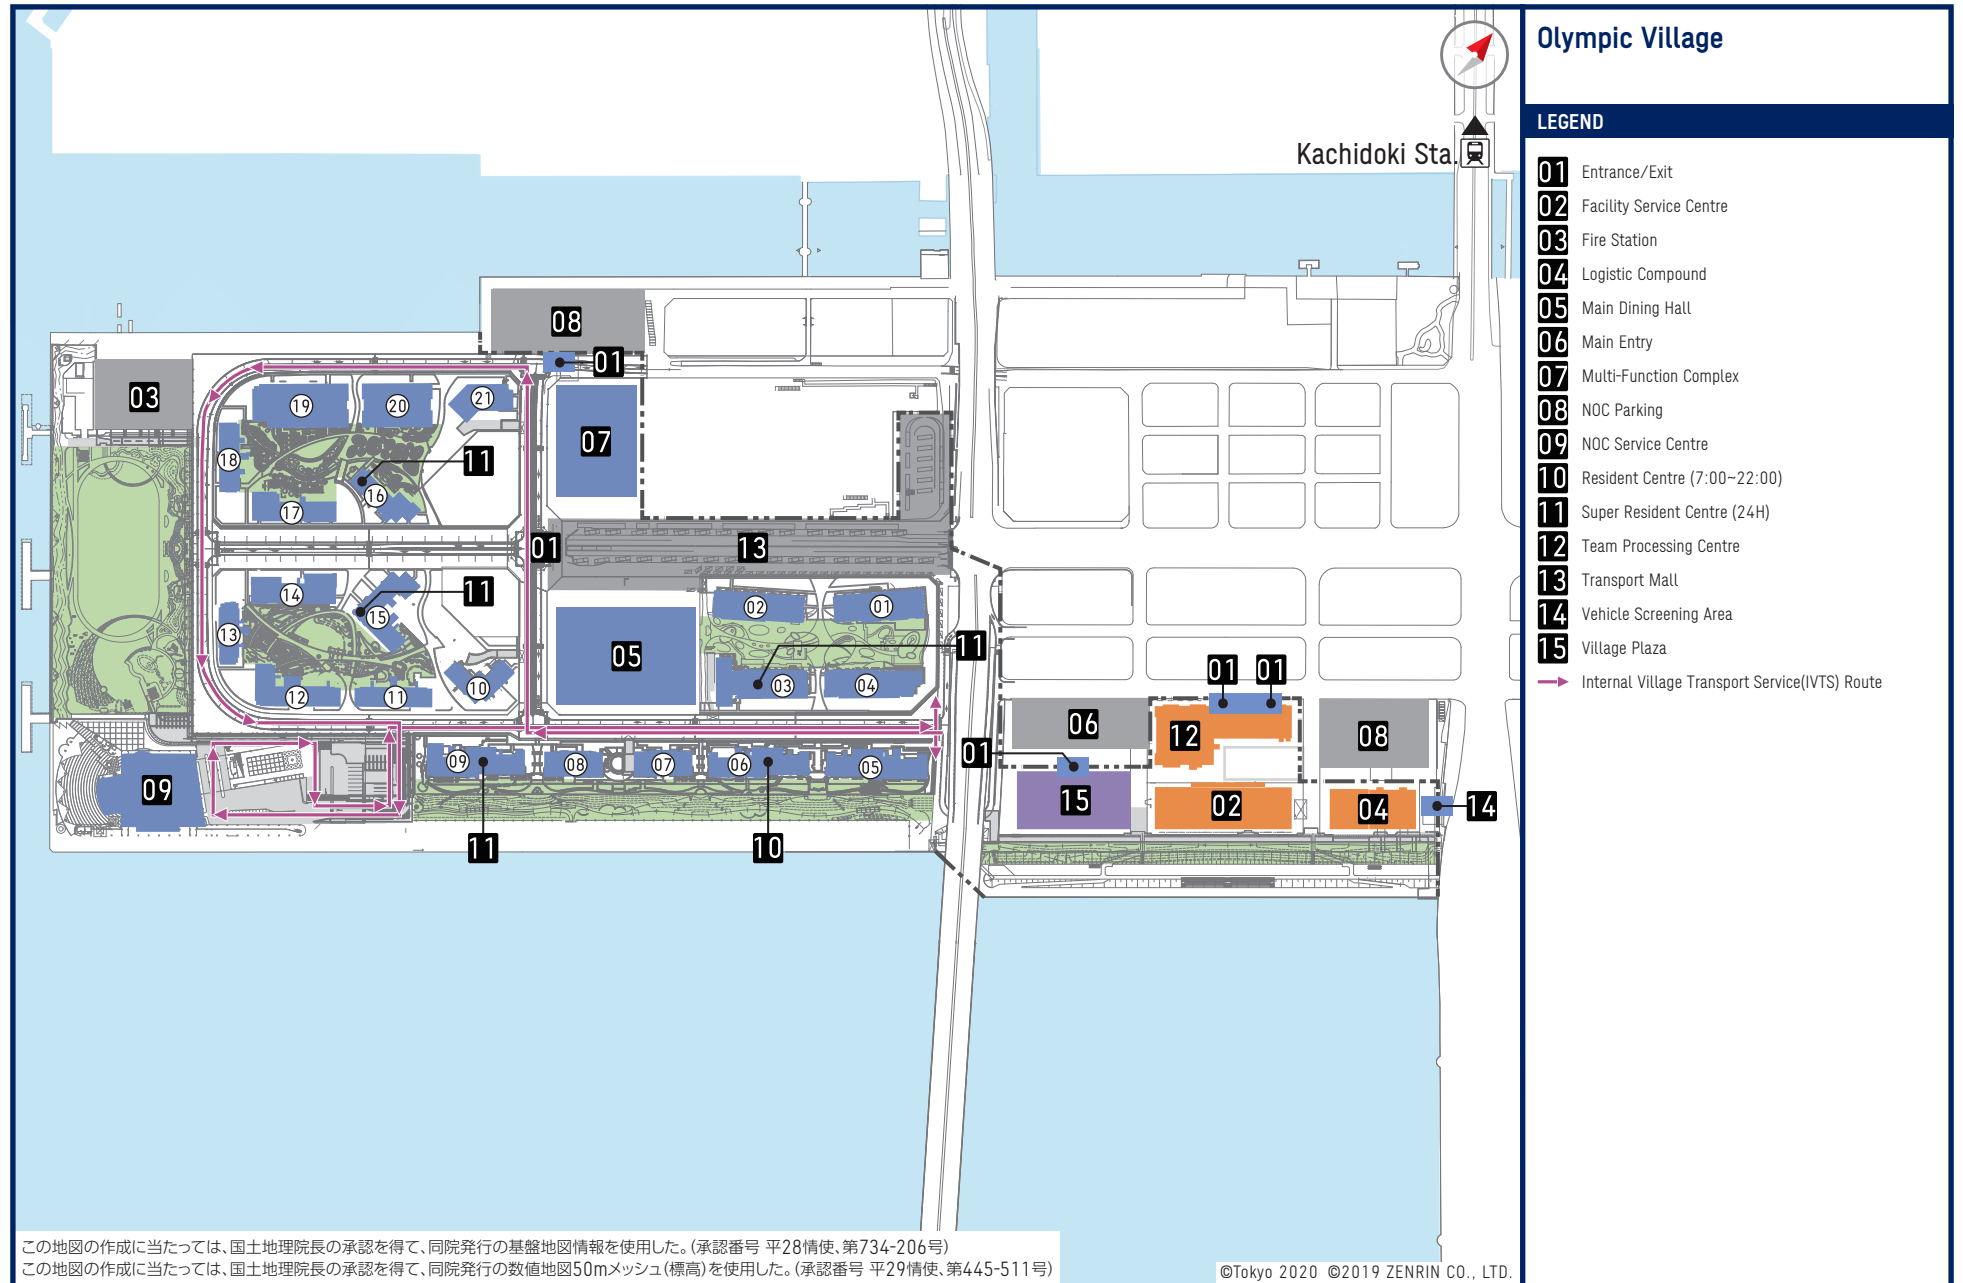 Olympic Village
LEGEND
01 Entrance/Exit
02 Facility Service Centre
03 Fire Station
04 Logistic Compound
05 Main Dining Hall
06 Main Entry
07 Multi-Function Complex
08 NOC Parking
09 NOC Service Centre
10 Resident Centre (7:00~22:00)
11 Super Resident Centre (24H)
12 Team Processing Centre
13 Transport Mall
14 Vehicle Screening Area
15 Village Plaza
Internal Village Transport Service(IVTS) Route
Kachidoki Sta.
08
01
03
19
20
21
07
18
11
16
17
01
13
14
11
15
13
02
01
05
11
12
11
10
03
04
01
01
06
12
08
01
09
09
08
07
06
05
15
02
04
14
11
10
この地図の作成に当たっては、国土地理院長の承認を得て、同院発行の基盤地図情報を使用した。(承認番号 平28情使、第734-206号)
この地図の作成に当たっては、国土地理院長の承認を得て、同院発行の数値地図50mメッシュ(標高)を使用した。(承認番号 平29情使、第445-511号)
©Tokyo 2020 ©2019 ZENRIN CO., LTD.